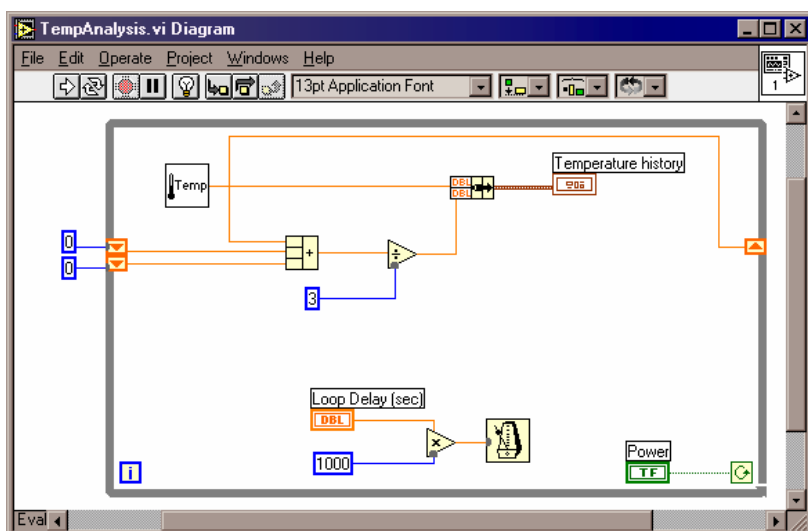 TempAnalysis.vi Diagram
File Edit Operate Project Windows Help
13pt Application Font
1
Temperature history
Temp
DBL
DBL
0
0
+
÷
3
Loop Delay (sec)
DBL
x
1000
Power
TF
i
Eval